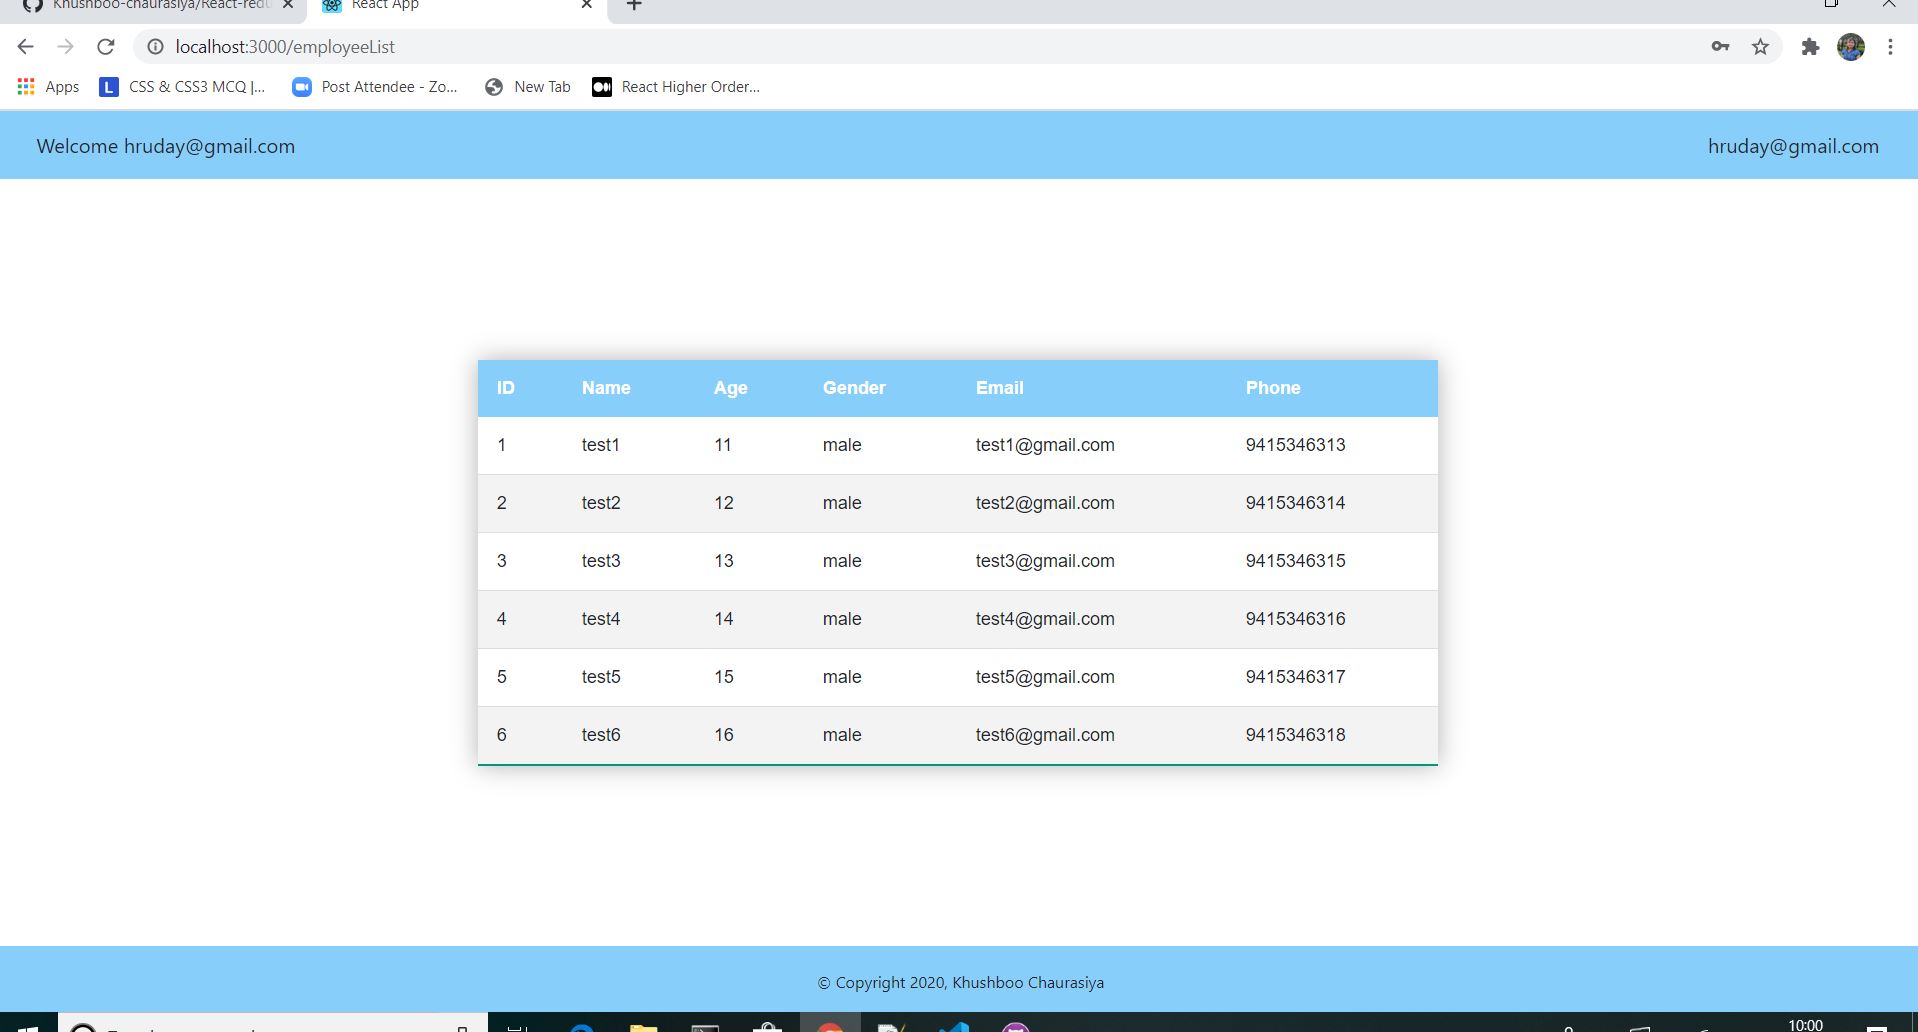 Khushboo-chaurasiya/React-redu
React App
localhost:3000/employeeList
Apps
L
CSS & CSS3 MCQ |...
Post Attendee - Zo...
New Tab
React Higher Order...
Welcome hruday@gmail.com
hruday@gmail.com
ID Name Age Gender Email Phone
1 test1 11 male test1@gmail.com 9415346313
2 test2 12 male test2@gmail.com 9415346314
3 test3 13 male test3@gmail.com 9415346315
4 test4 14 male test4@gmail.com 9415346316
5 test5 15 male test5@gmail.com 9415346317
6 test6 16 male test6@gmail.com 9415346318
© Copyright 2020, Khushboo Chaurasiya
10:00